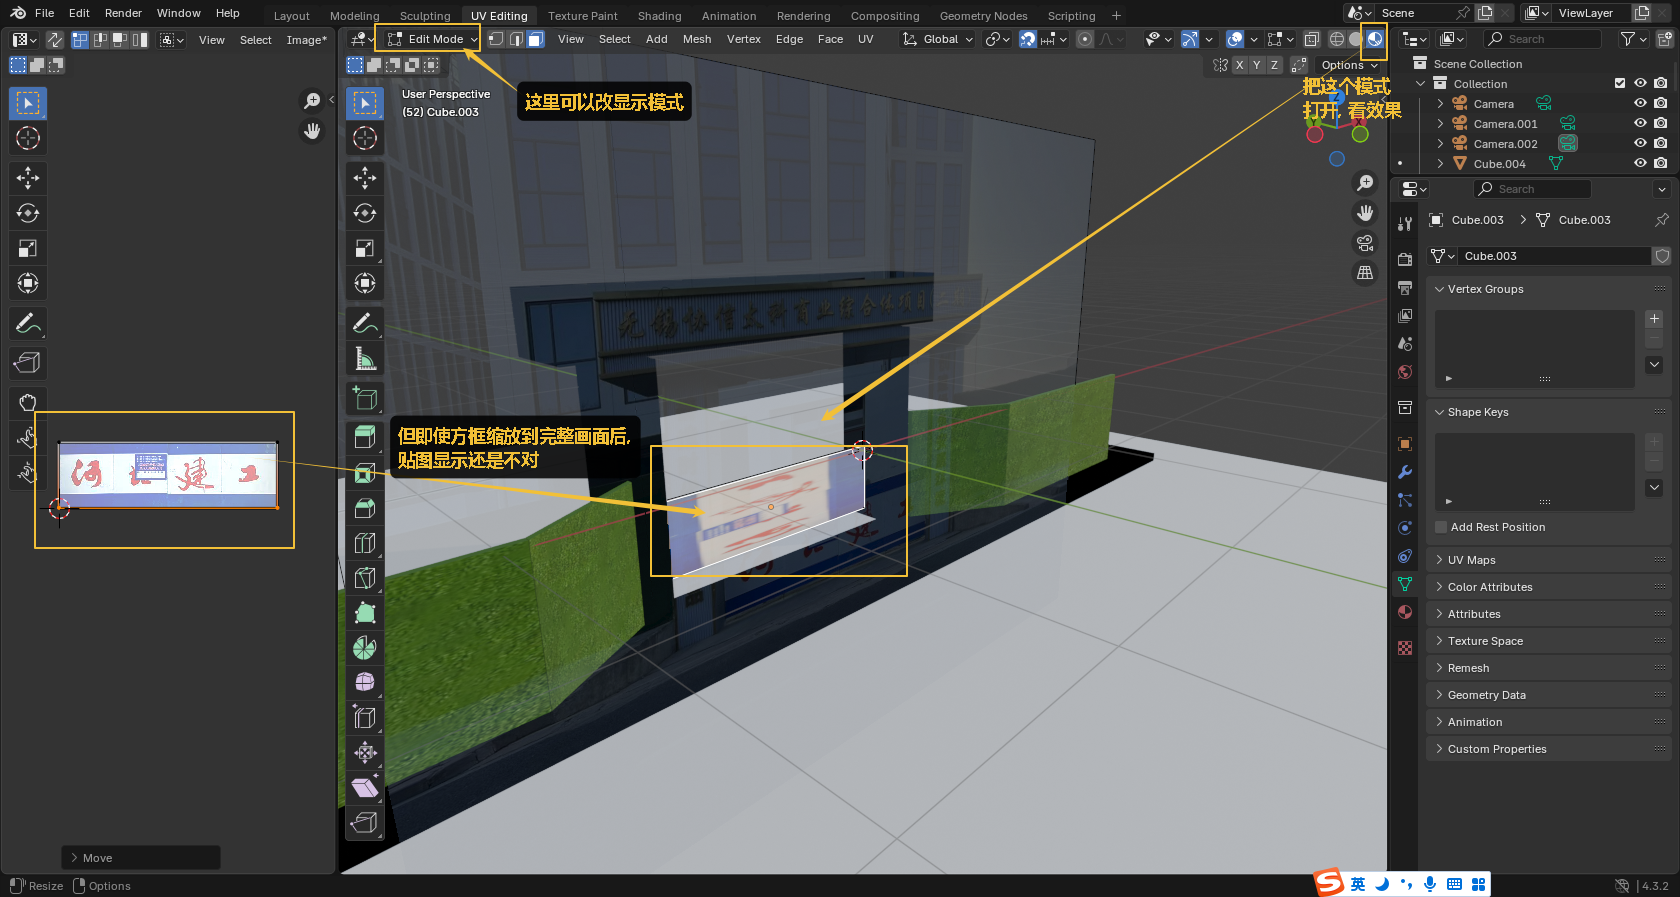 File Edit Render Window Help
Layout Modeling Sculpting UV Editing Texture Paint Shading Animation Rendering Compositing Geometry Nodes Scripting +
Scene ViewLayer
View Select Image*
Edit Mode View Select Add Mesh Vertex Edge Face UV
Global
Search
X Y Z Options
Scene Collection
Collection
Camera
Camera.001
Camera.002
Cube.004
User Perspective
(52) Cube.003
这里可以改显示模式
把这个模式
打开, 看效果
Search
Cube.003 > Cube.003
Cube.003
Vertex Groups
Shape Keys
Add Rest Position
UV Maps
Color Attributes
Attributes
Texture Space
Remesh
Geometry Data
Animation
Custom Properties
但即使方框缩放到完整画面后,
贴图显示还是不对
建 工
Move
Resize Options
英
4.3.2